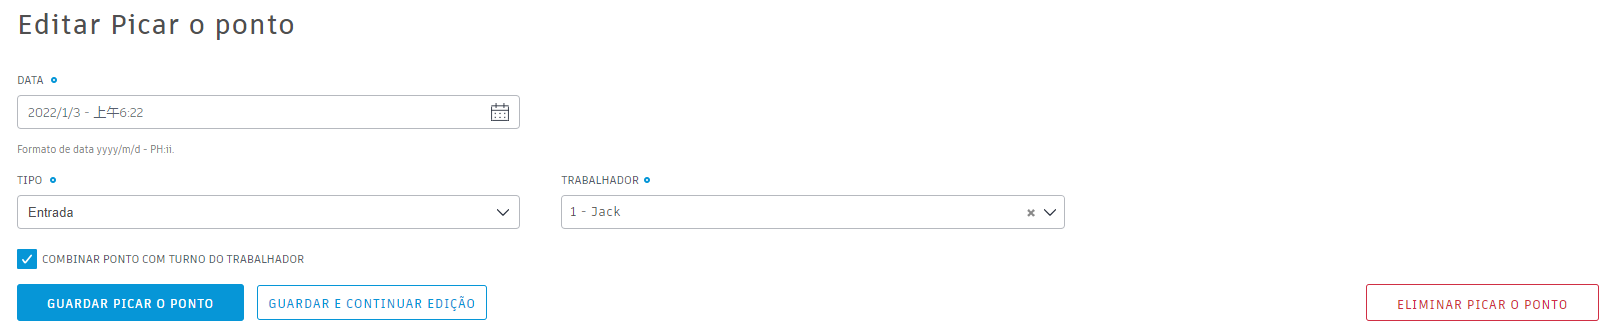 Editar Picar o ponto
DATA
2022/1/3 - 上午6:22
Formato de data yyyy/m/d - PH:ii.
TIPO
TRABALHADOR
Entrada
1 - Jack
COMBINAR PONTO COM TURNO DO TRABALHADOR
GUARDAR PICAR O PONTO
GUARDAR E CONTINUAR EDIÇÃO
ELIMINAR PICAR O PONTO